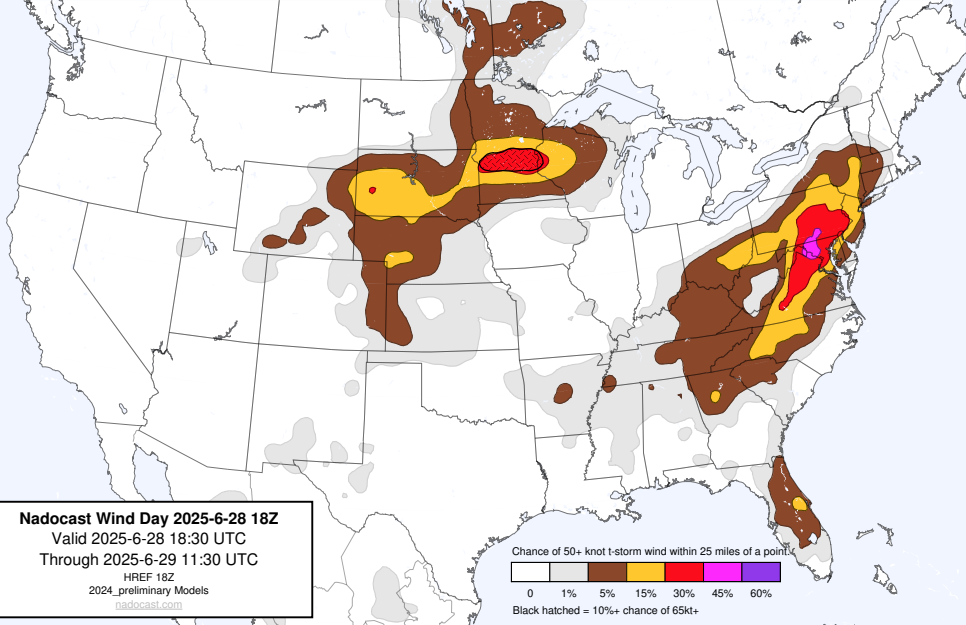 Nadocast Wind Day 2025-6-28 18Z
Valid 2025-6-28 18:30 UTC
Through 2025-6-29 11:30 UTC
HREF 18Z
2024_preliminary Models
nadocast.com
Chance of 50+ knot t-storm wind within 25 miles of a point.
0 1% 5% 15% 30% 45% 60%
Black hatched = 10%+ chance of 65kt+